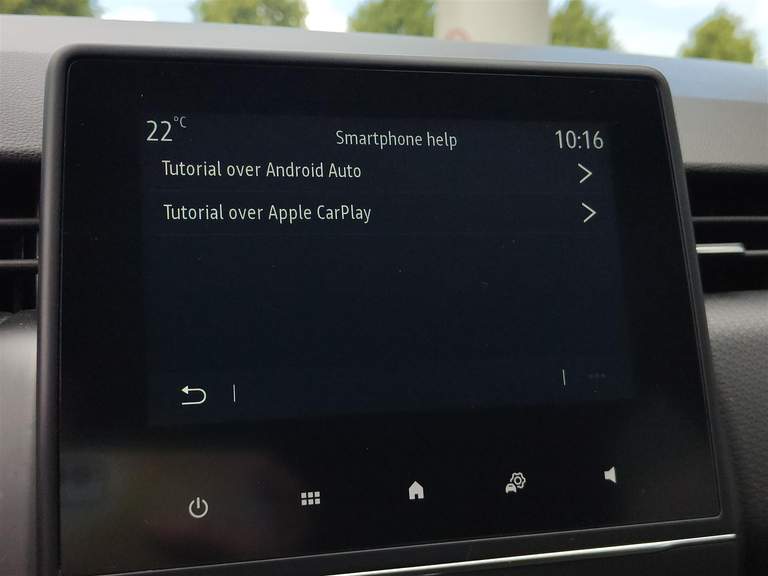 22°C
Smartphone help
10:16
Tutorial over Android Auto
Tutorial over Apple CarPlay